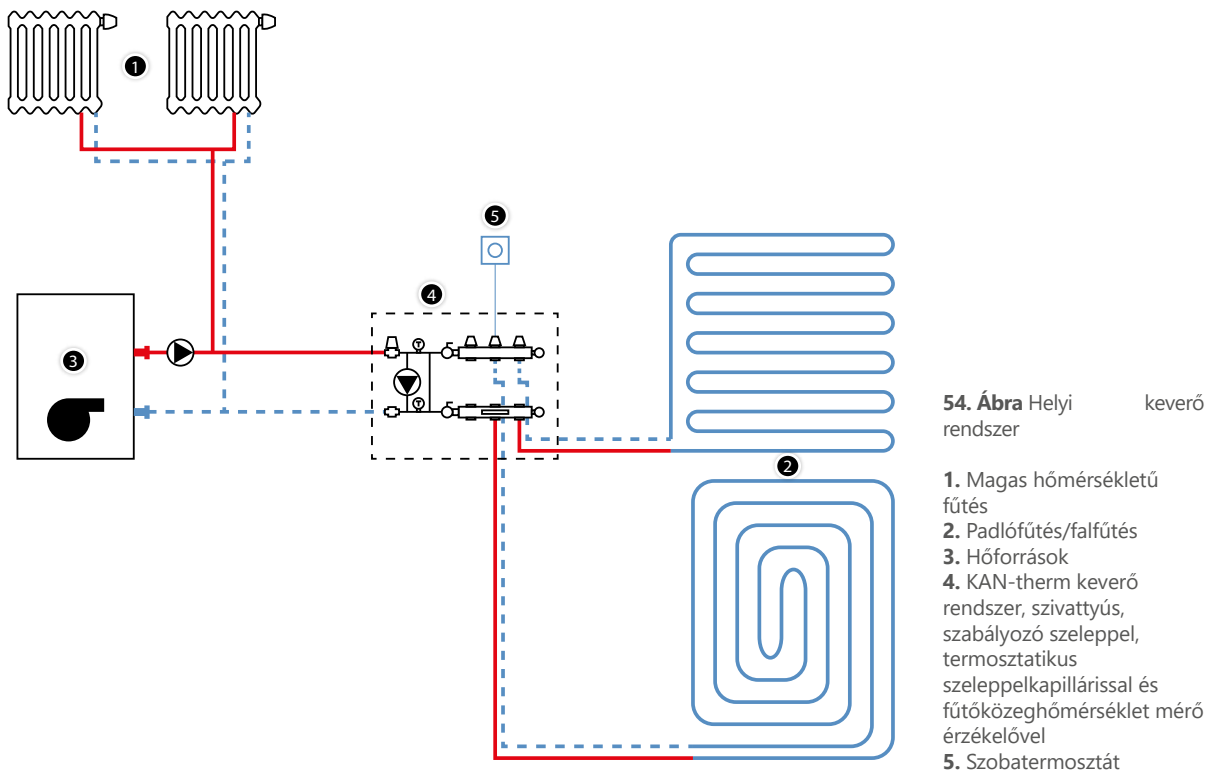 1
5
4
3
2
T
T
54. Ábra Helyi keverő
rendszer
1. Magas hőmérsékletű
fűtés
2. Padlófűtés/falfűtés
3. Hőforrások
4. KAN-therm keverő
rendszer, szivattyús,
szabályozó szeleppel,
termosztatikus
szeleppelkapillárissal és
fűtőközeghőmérséklet mérő
érzékelővel
5. Szobatermosztát